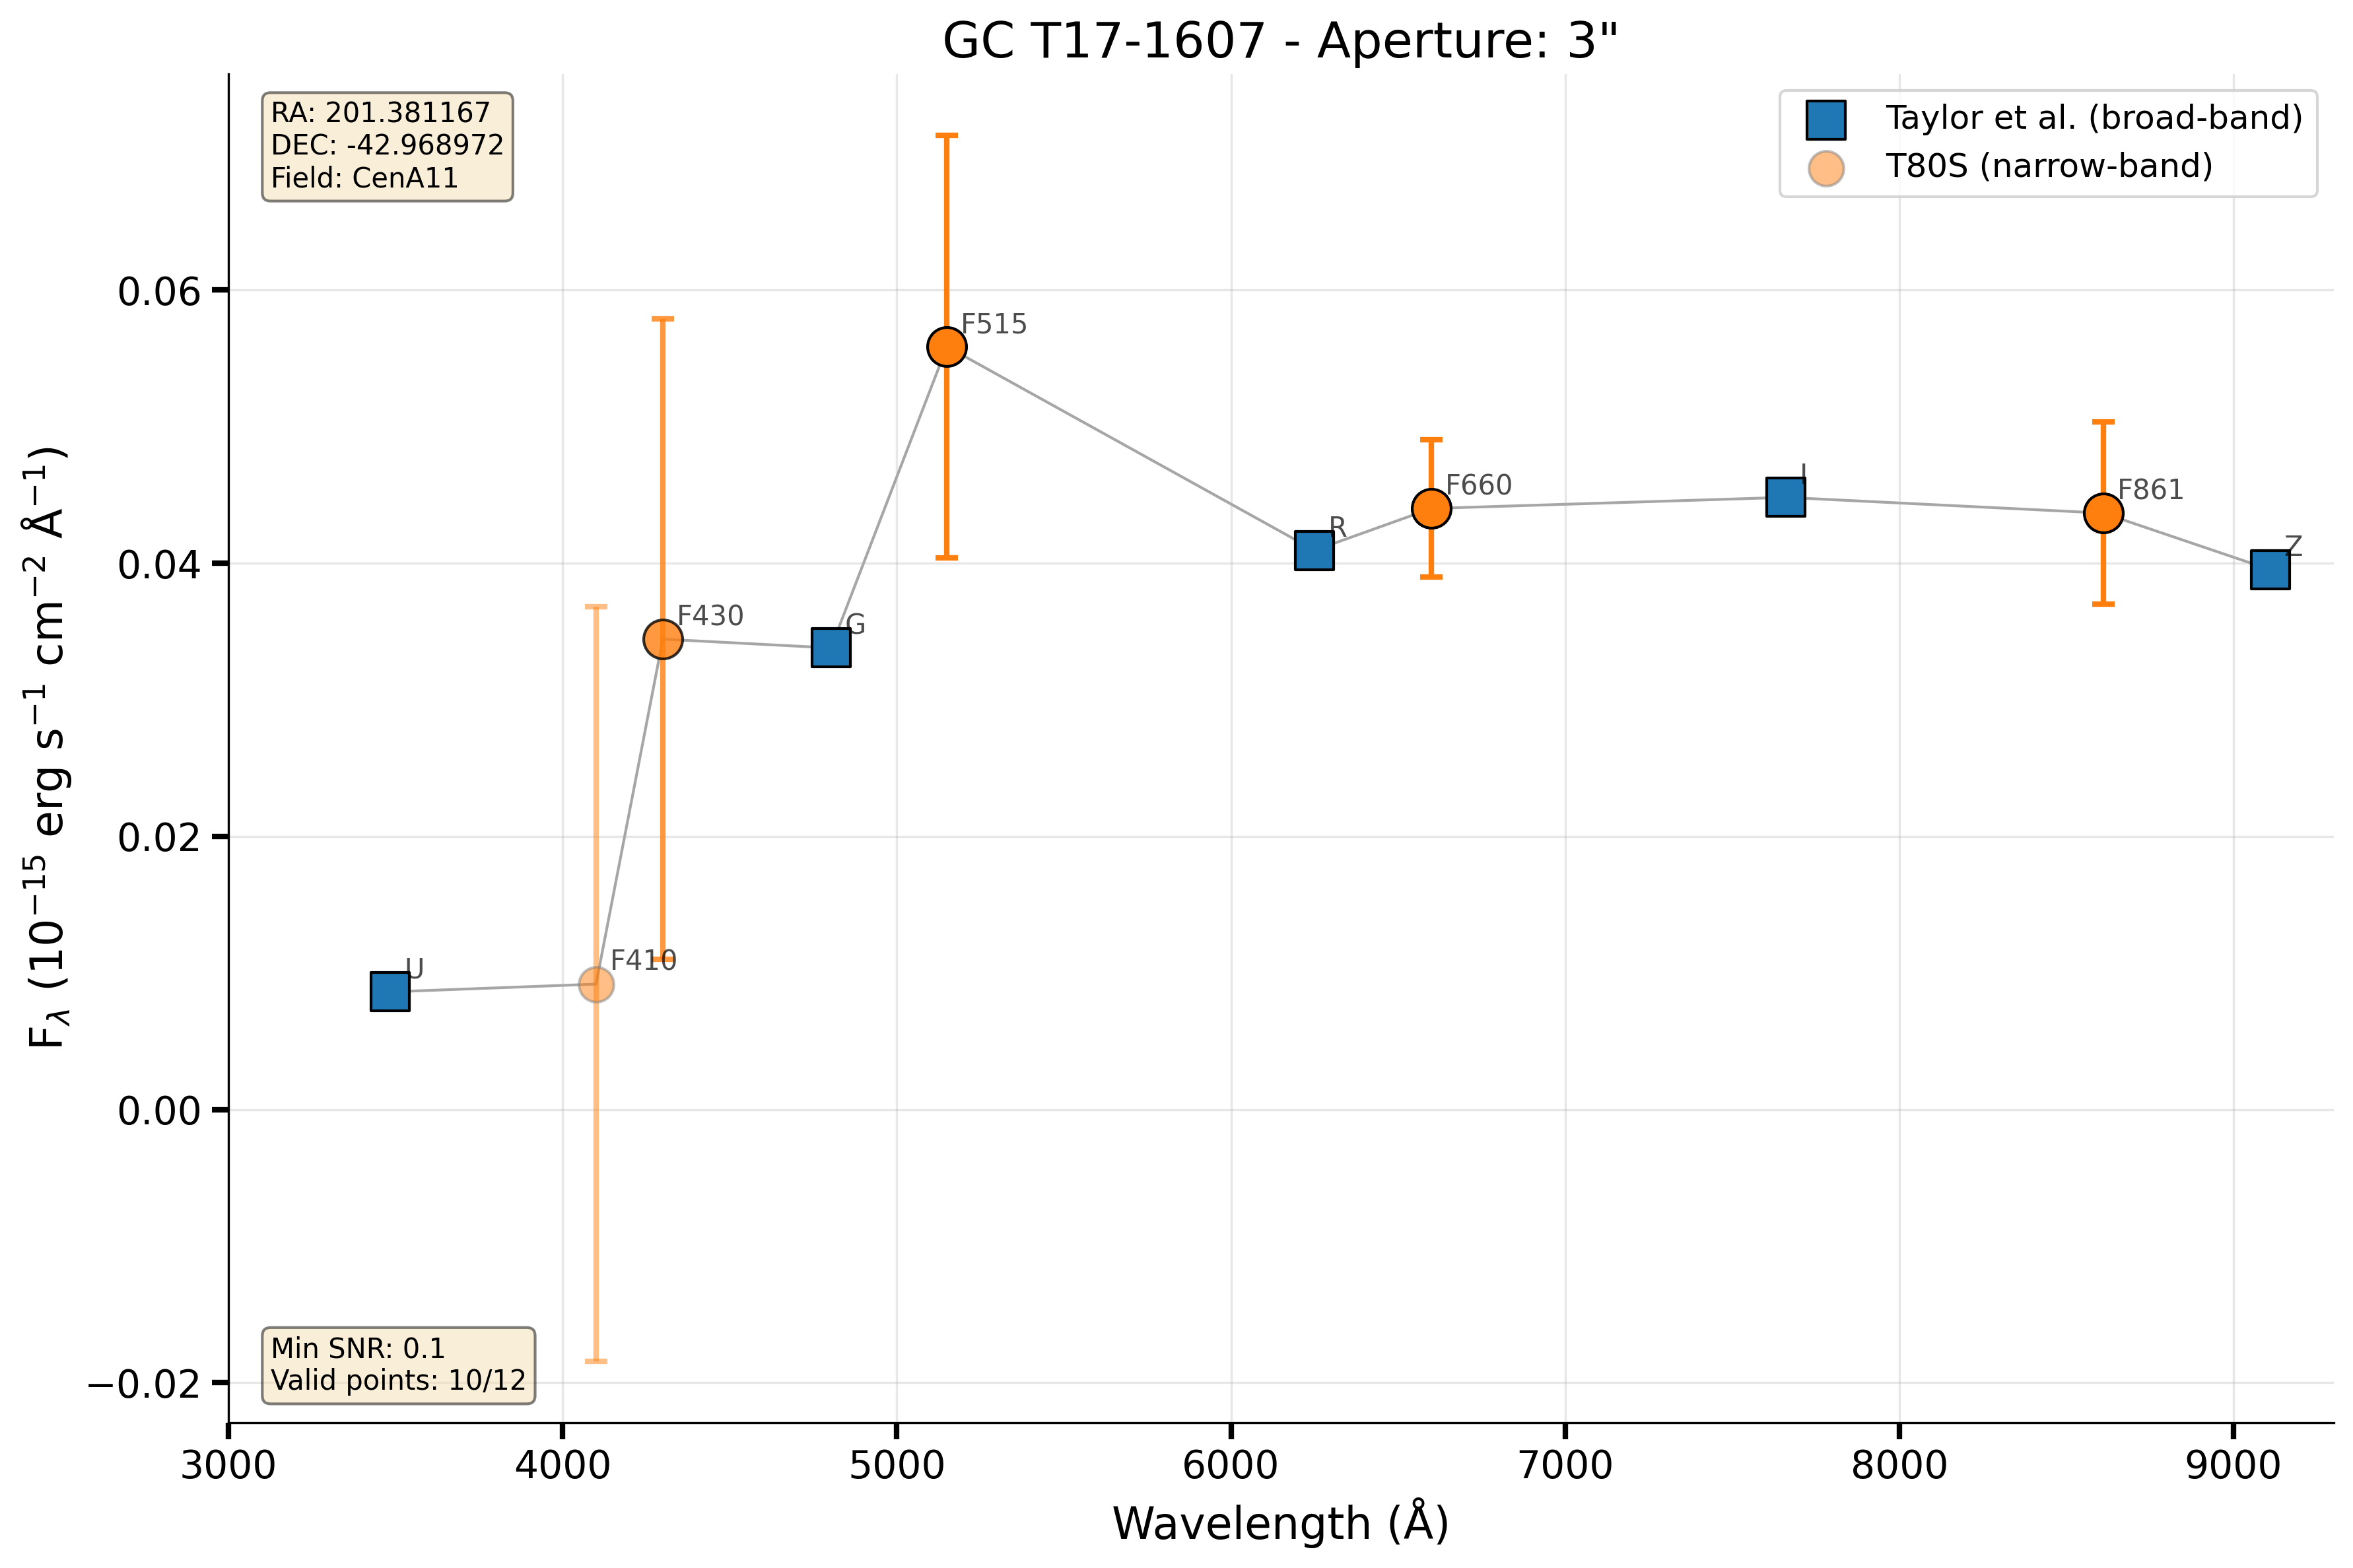 GC T17-1607 - Aperture: 3"
RA: 201.381167
DEC: -42.968972
Field: CenA11
Taylor et al. (broad-band)
T80S (narrow-band)
F515
F660
I
F861
R
Z
F430
G
U
F410
0.06
0.04
0.02
0.00
−0.02
F_λ (10⁻¹⁵ erg s⁻¹ cm⁻² Å⁻¹)
Min SNR: 0.1
Valid points: 10/12
3000 4000 5000 6000 7000 8000 9000
Wavelength (Å)